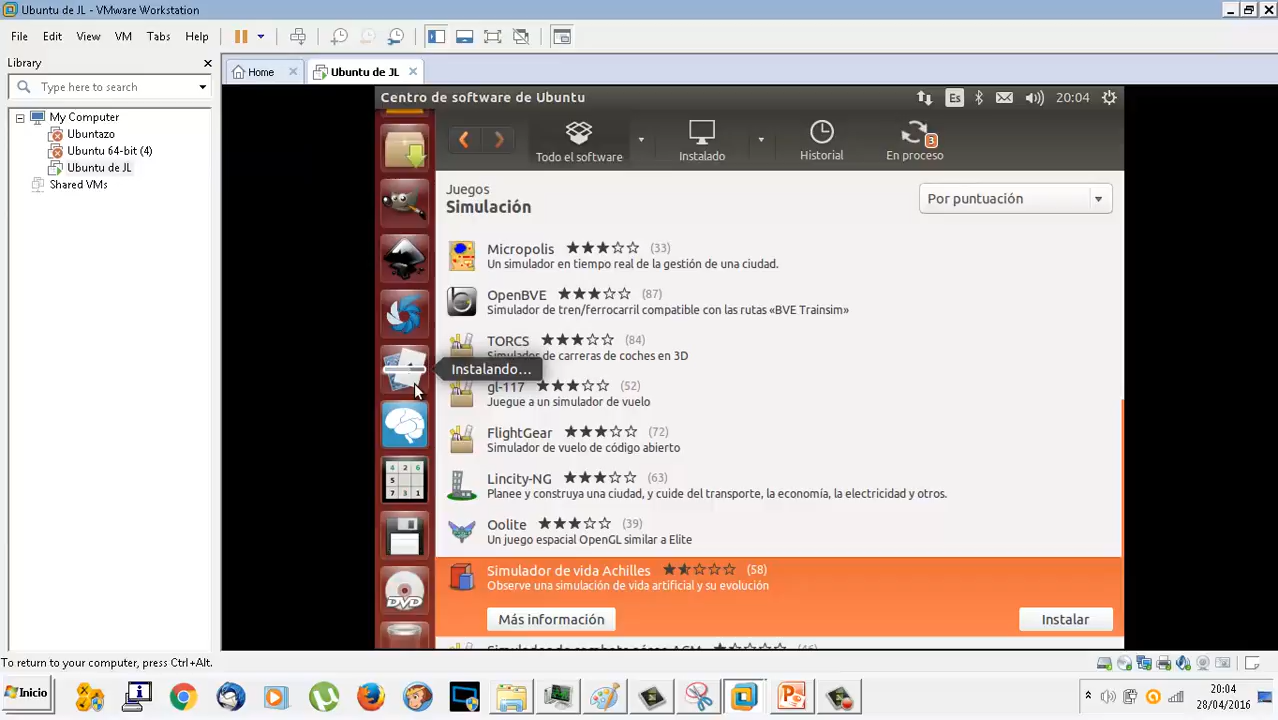 Ubuntu de JL - VMware Workstation
File Edit View VM Tabs Help
Library
Type here to search
My Computer
Ubuntazo
Ubuntu 64-bit (4)
Ubuntu de JL
Shared VMs
Home
Ubuntu de JL
Centro de software de Ubuntu
Es
20:04
Todo el software
Instalado
Historial
En proceso
3
Juegos
Simulación
Por puntuación
Micropolis (33)
Un simulador en tiempo real de la gestión de una ciudad.
OpenBVE (87)
Simulador de tren/ferrocarril compatible con las rutas «BVE Trainsim»
TORCS (84)
Simulador de carreras de coches en 3D
Instalando...
gl-117 (52)
Juegue a un simulador de vuelo
FlightGear (72)
Simulador de vuelo de código abierto
Lincity-NG (63)
Planee y construya una ciudad, y cuide del transporte, la economía, la electricidad y otros.
Oolite (39)
Un juego espacial OpenGL similar a Elite
Simulador de vida Achilles (58)
Observe una simulación de vida artificial y su evolución
Más información
Instalar
4 2 6
5
7 3 1
DVD
To return to your computer, press Ctrl+Alt.
Inicio
20:04
28/04/2016